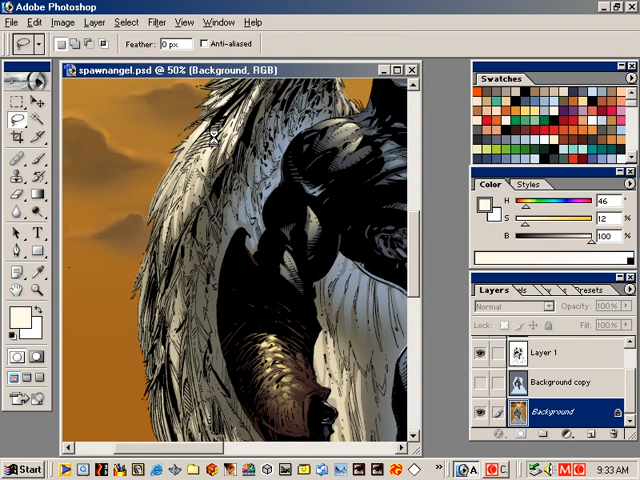 Adobe Photoshop
File Edit Image Layer Select Filter View Window Help
Feather: 0 px Anti-aliased
spawnangel.psd @ 50% (Background, RGB)
Swatches
Color Styles
H 46 °
S 12 %
B 100 %
Layers
Normal Opacity: 100%
Lock: Fill: 100%
Layer 1
Background copy
Background
T
Start
A
C
M C
9:33 AM